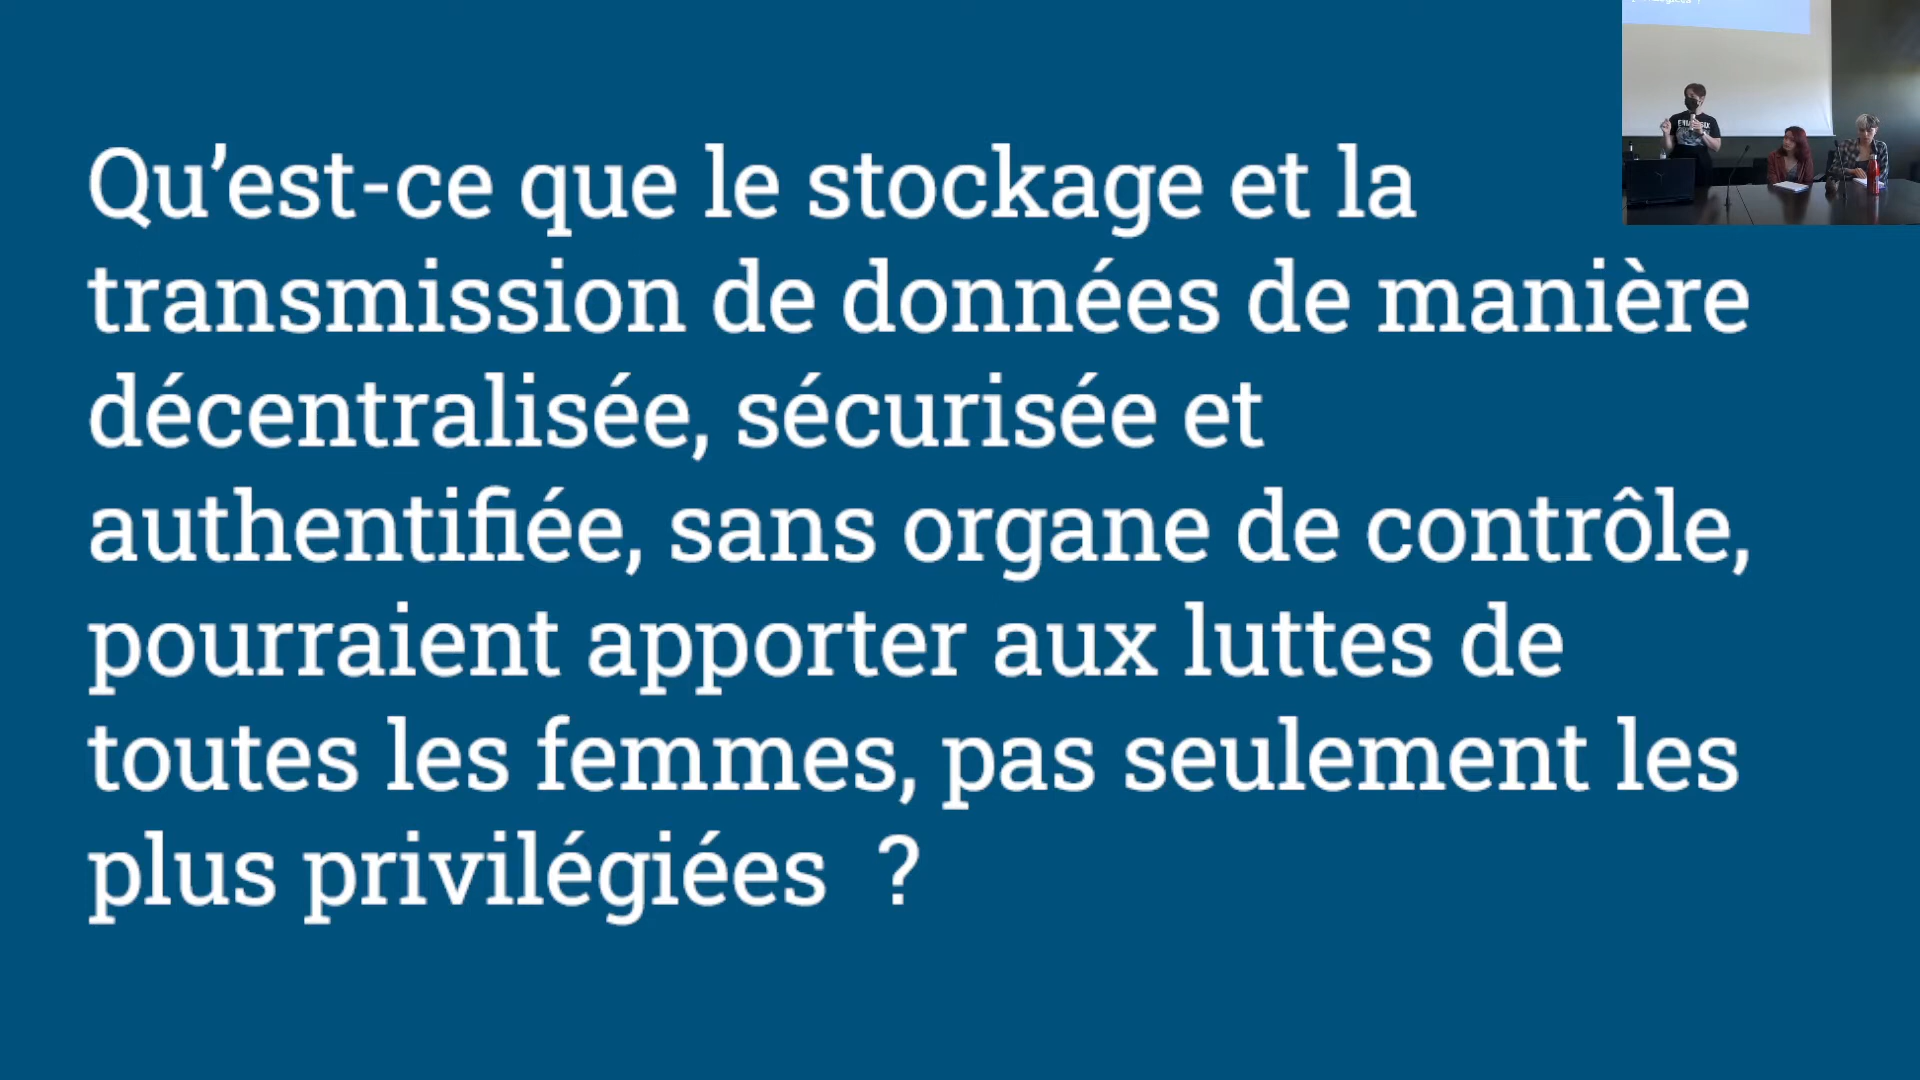 Qu’est-ce que le stockage et la
transmission de données de manière
décentralisée, sécurisée et
authentifiée, sans organe de contrôle,
pourraient apporter aux luttes de
toutes les femmes, pas seulement les
plus privilégiées  ?